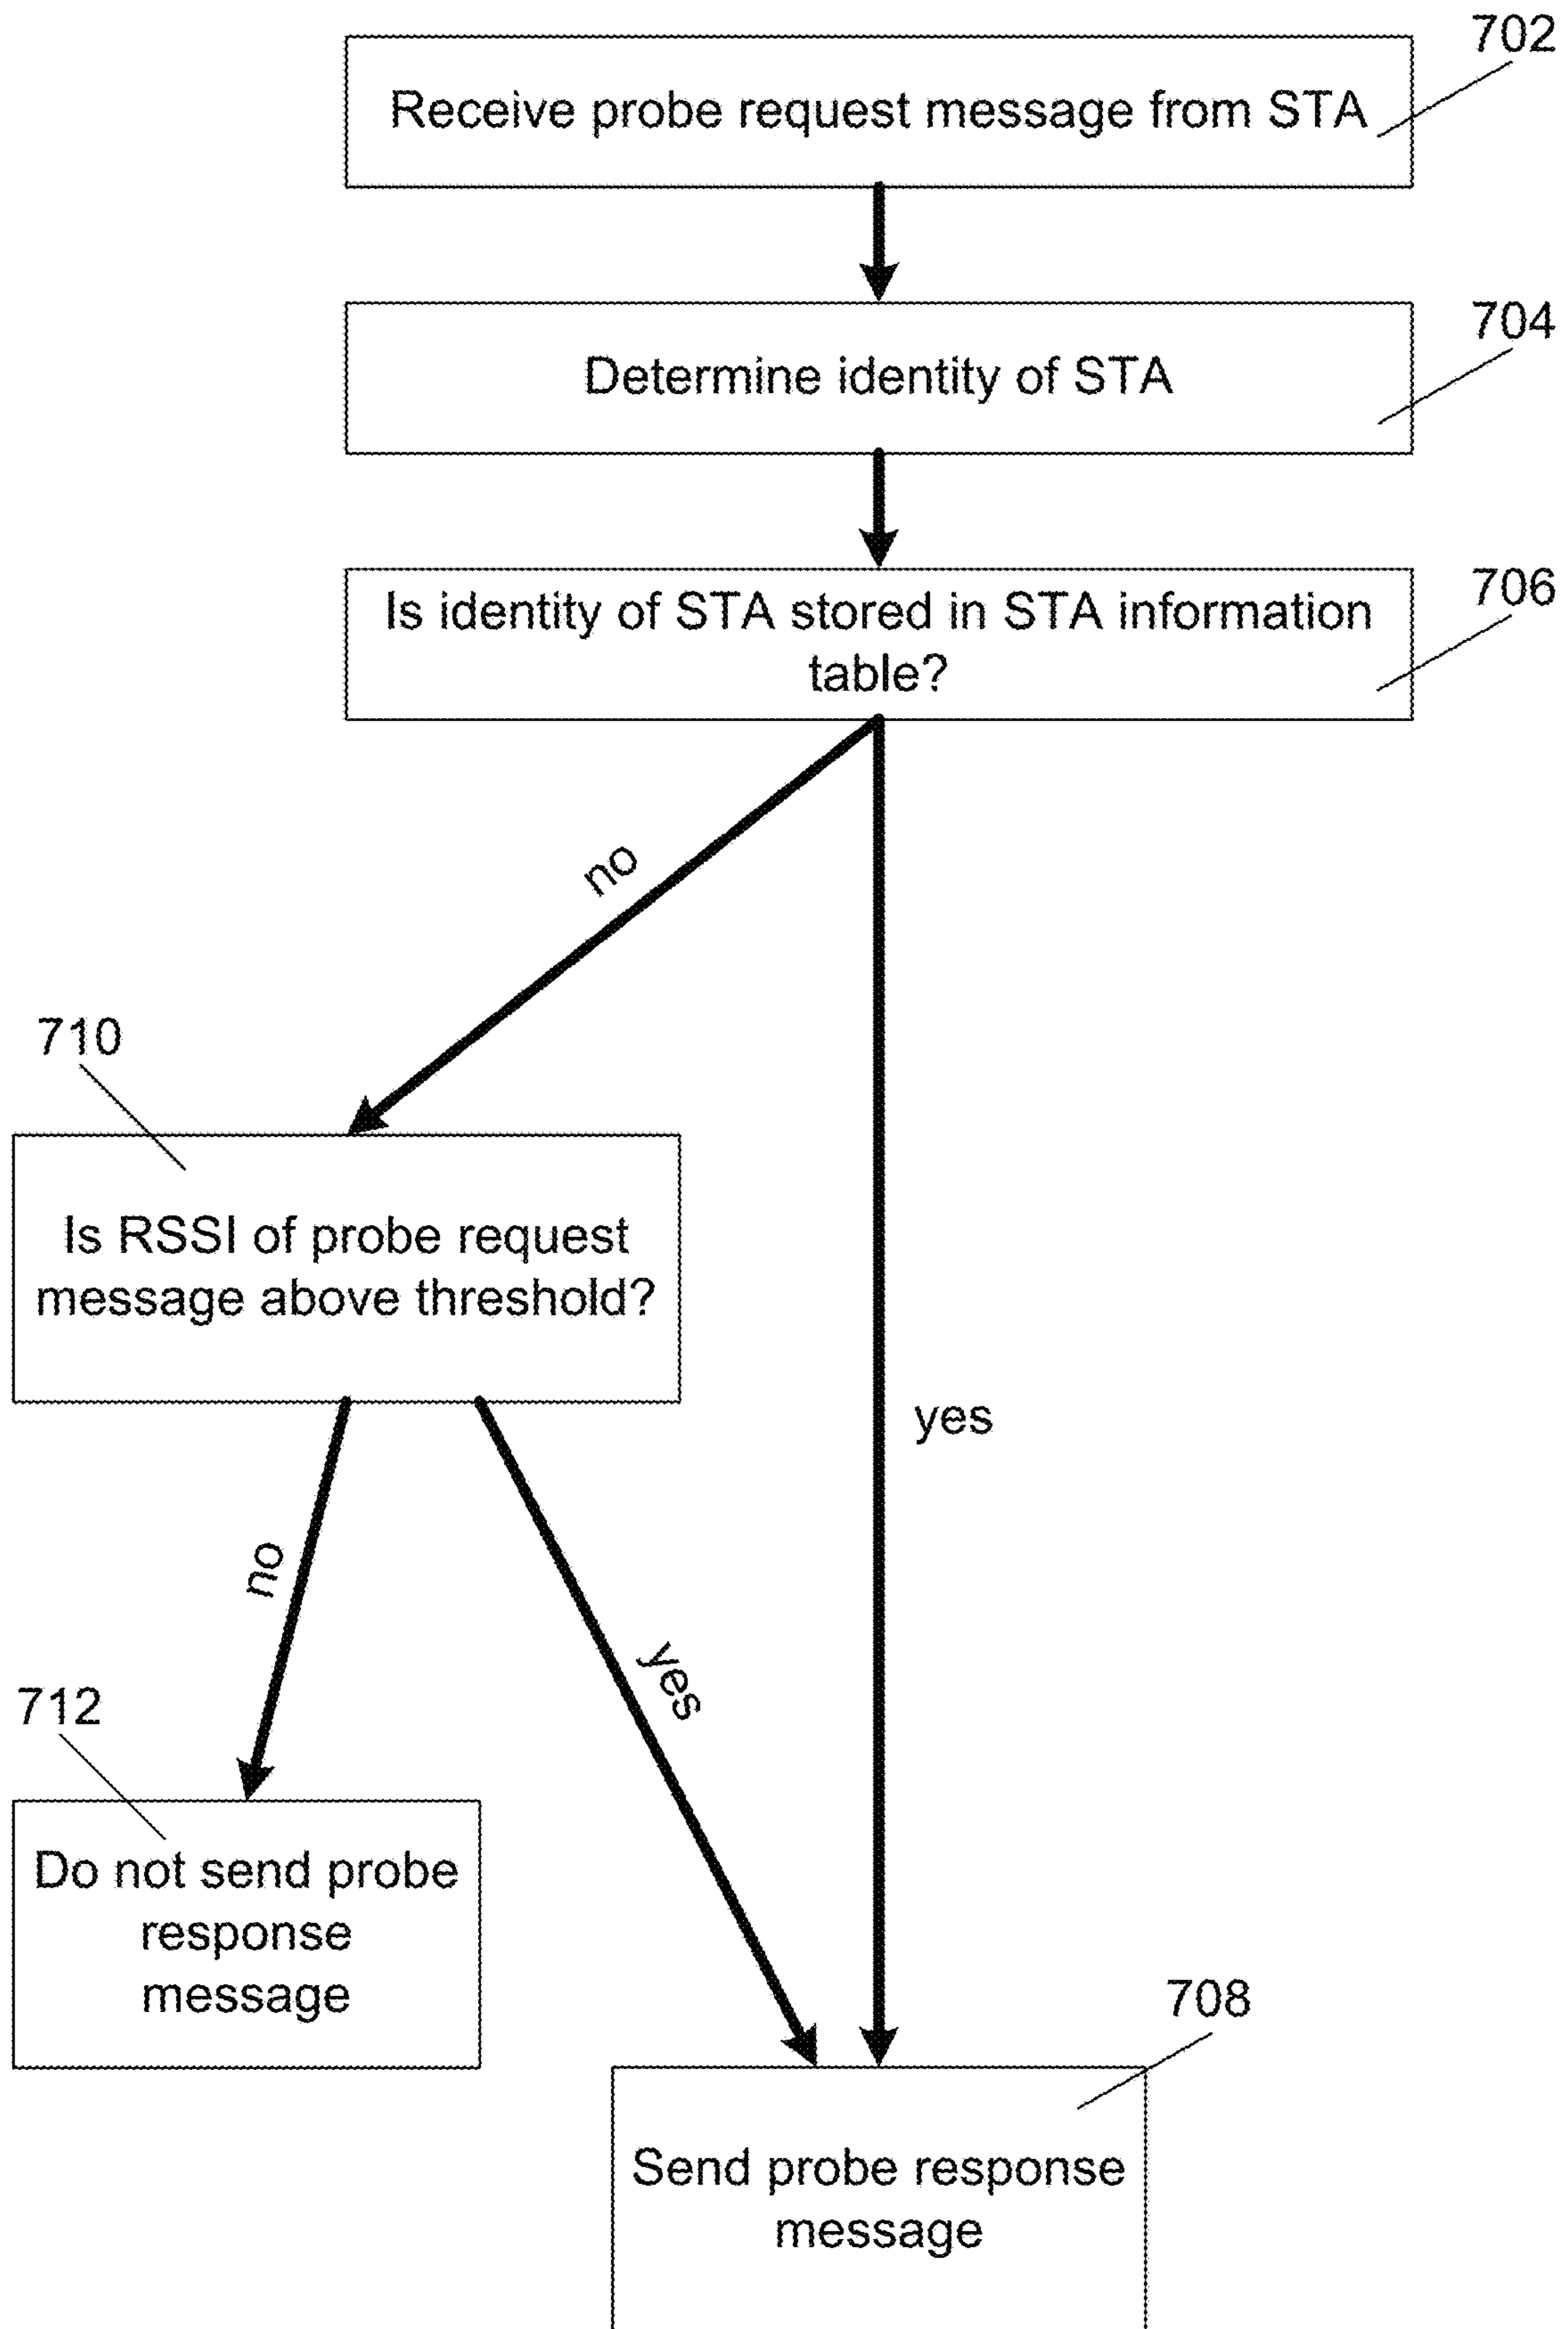 702
Receive probe request message from STA
704
Determine identity of STA
706
Is identity of STA stored in STA information
table?
no
710
Is RSSI of probe request
message above threshold?
yes
no
yes
712
Do not send probe
response
message
708
Send probe response
message